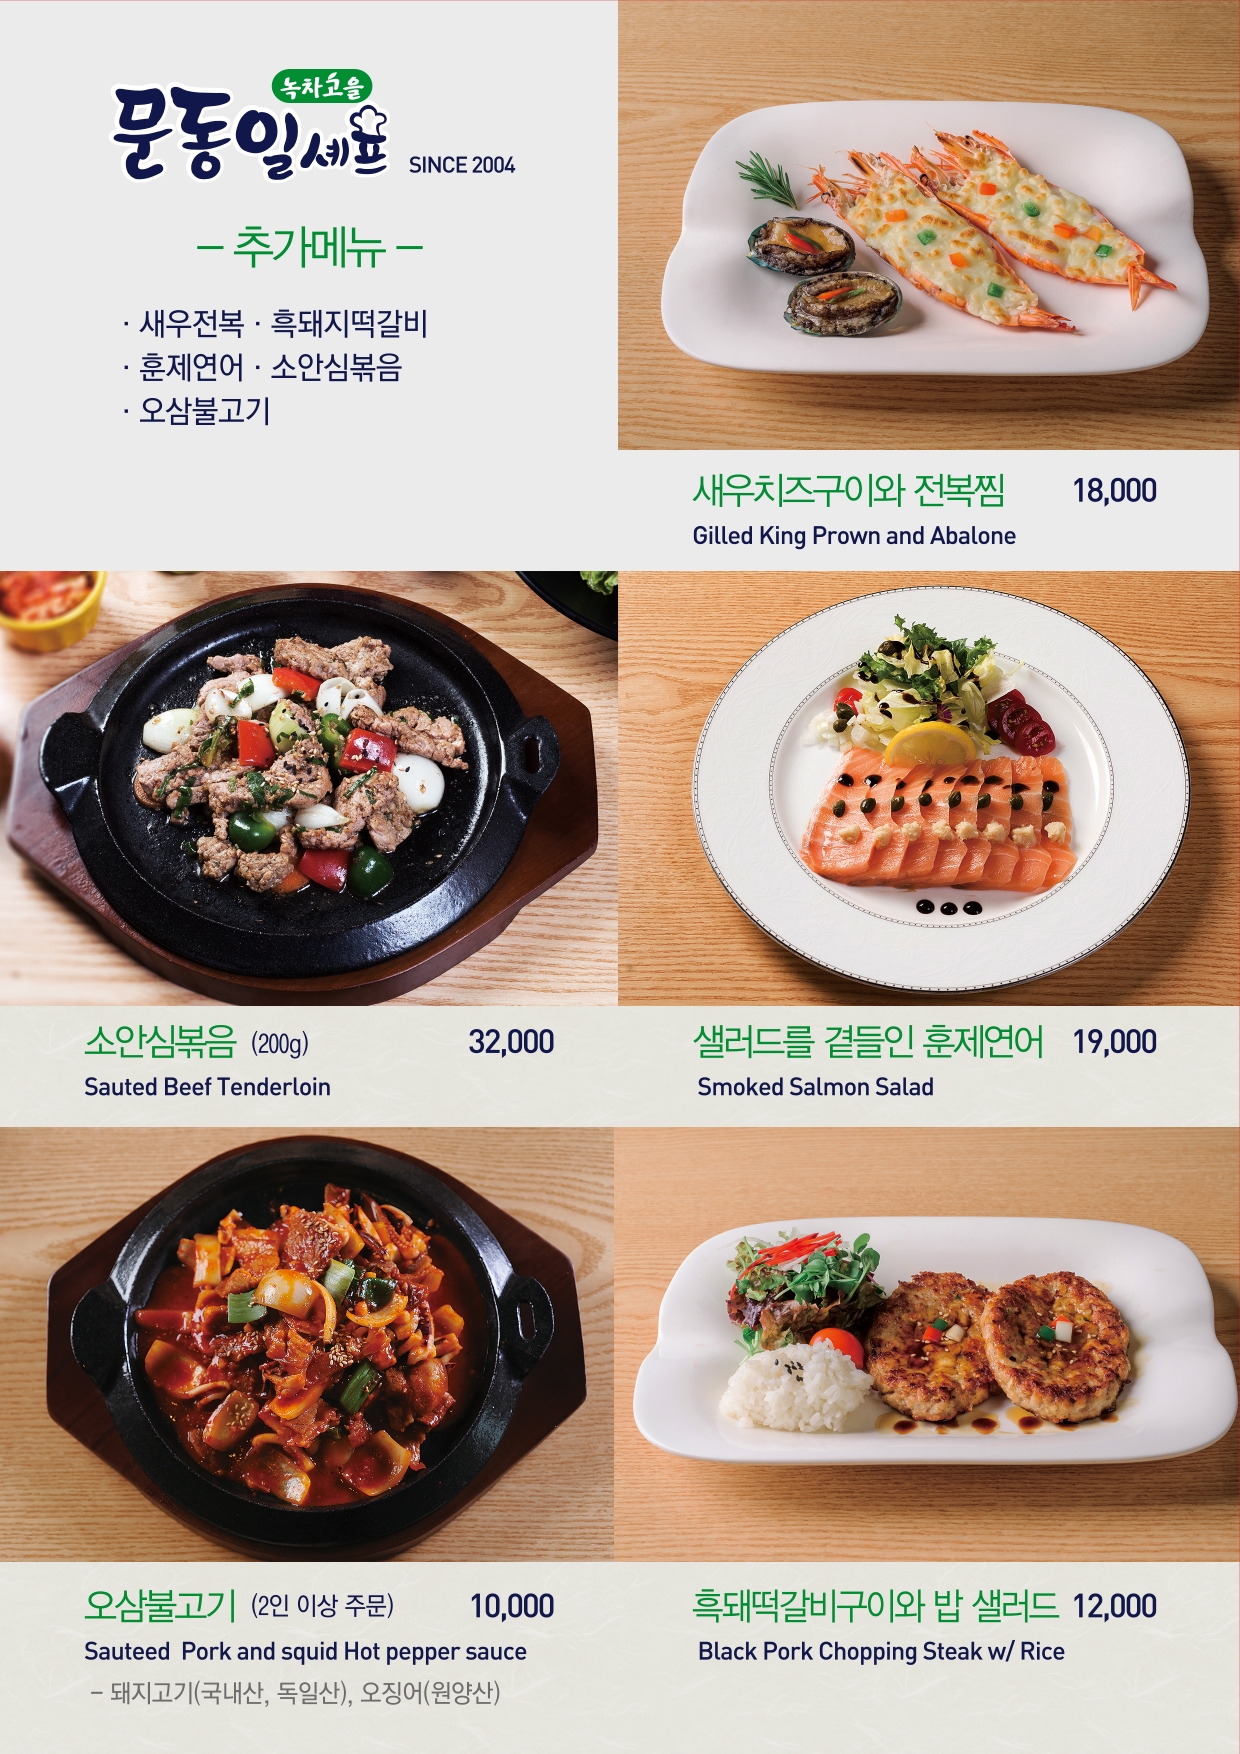 녹차고을
문동일셰프 SINCE 2004
– 추가메뉴 –
· 새우전복 · 흑돼지떡갈비
· 훈제연어 · 소안심볶음
· 오삼불고기
새우치즈구이와 전복찜 18,000
Gilled King Prown and Abalone
소안심볶음 (200g) 32,000
Sauted Beef Tenderloin
샐러드를 곁들인 훈제연어 19,000
Smoked Salmon Salad
오삼불고기 (2인 이상 주문) 10,000
Sauteed Pork and squid Hot pepper sauce
– 돼지고기(국내산, 독일산), 오징어(원양산)
흑돼떡갈비구이와 밥 샐러드 12,000
Black Pork Chopping Steak w/ Rice